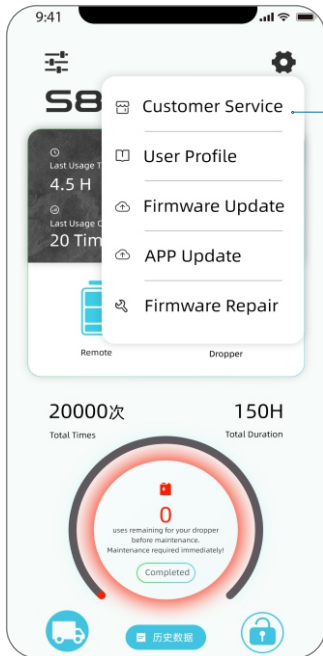 9:41
S8
Customer Service
User Profile
Firmware Update
APP Update
Firmware Repair
Last Usage T
4.5 H
Last Usage
20 Tim
Remote
Dropper
20000次
150H
Total Times
Total Duration
0
uses remaining for your dropper
before maintenance.
Maintenance required immediately!
Completed
历史数据